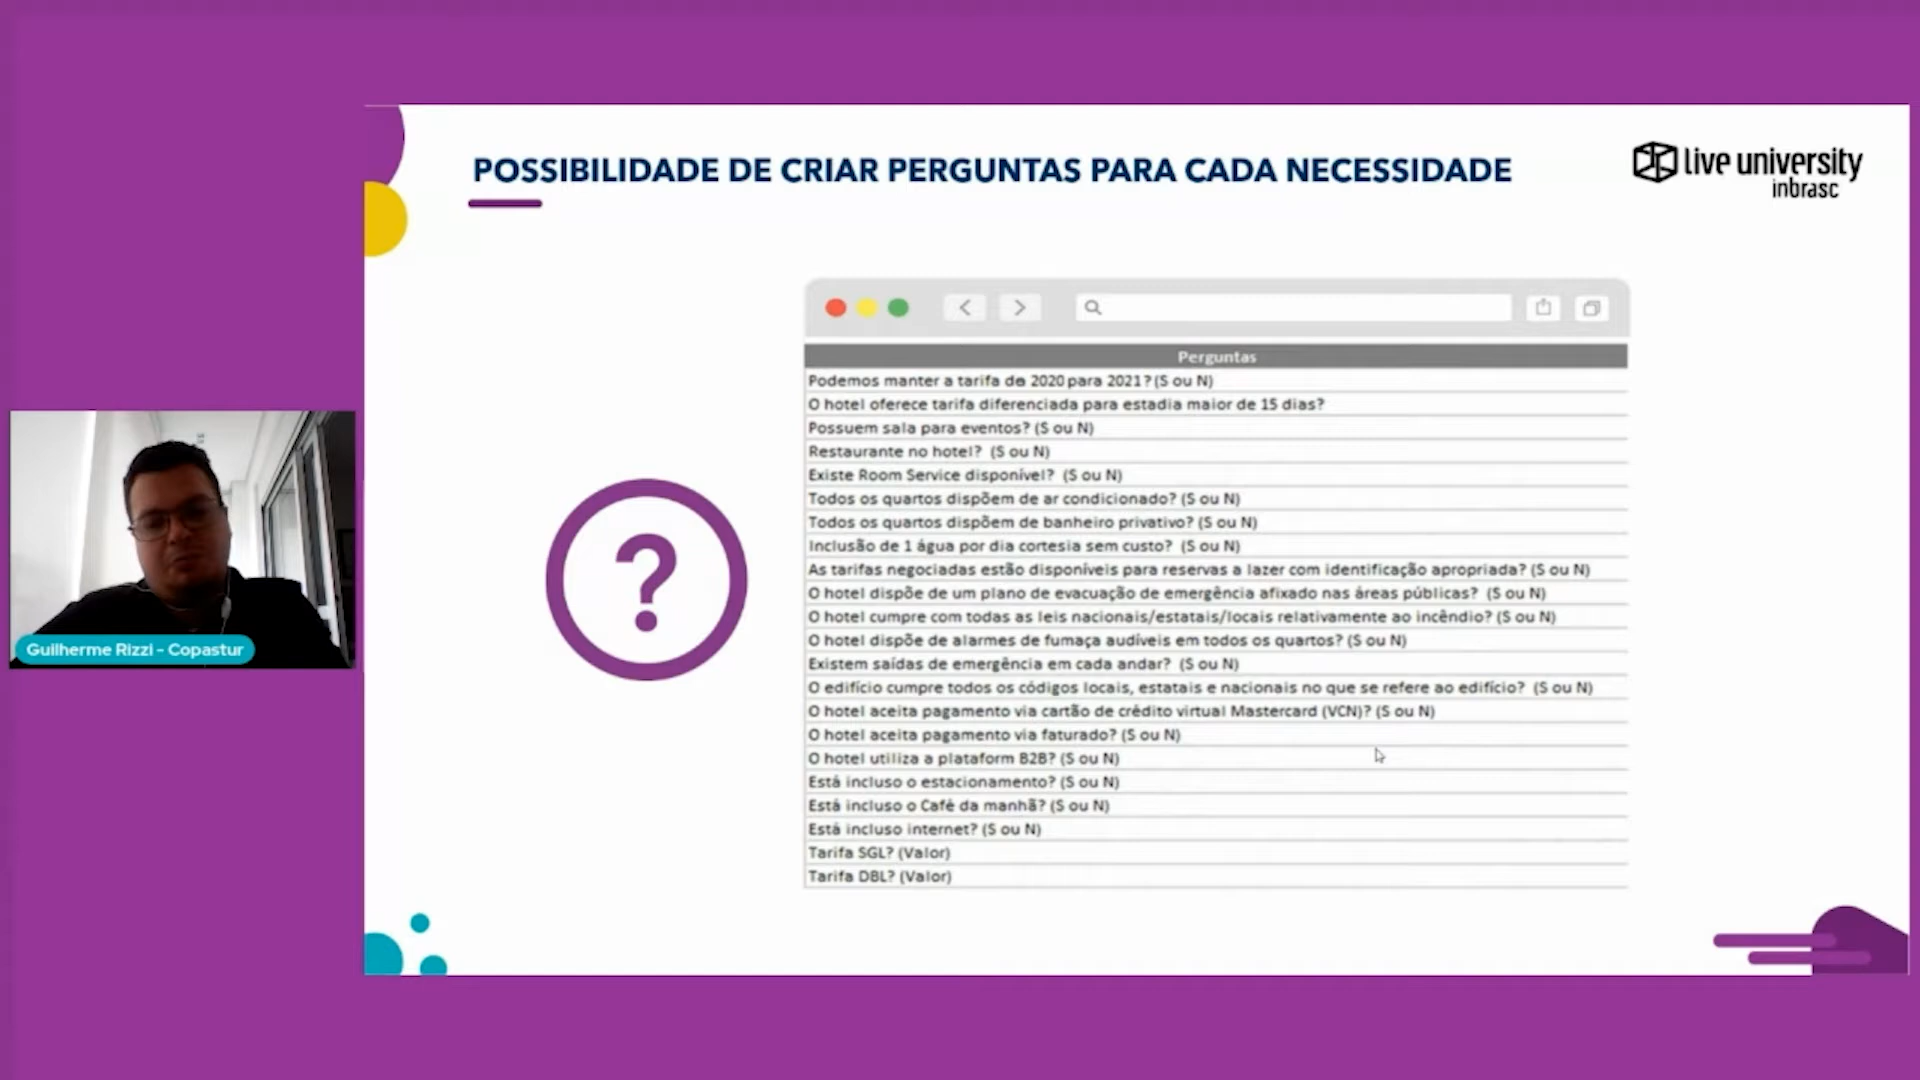 POSSIBILIDADE DE CRIAR PERGUNTAS PARA CADA NECESSIDADE
live university
inbrasc
Perguntas
Podemos manter a tarifa de 2020 para 2021? (S ou N)
O hotel oferece tarifa diferenciada para estadia maior de 15 dias?
Possuem sala para eventos? (S ou N)
Restaurante no hotel? (S ou N)
Existe Room Service disponível? (S ou N)
Todos os quartos dispõem de ar condicionado? (S ou N)
Todos os quartos dispõem de banheiro privativo? (S ou N)
Inclusão de 1 água por dia cortesia sem custo? (S ou N)
As tarifas negociadas estão disponíveis para reservas a lazer com identificação apropriada? (S ou N)
O hotel dispõe de um plano de evacuação de emergência afixado nas áreas públicas? (S ou N)
O hotel cumpre com todas as leis nacionais/estatais/locais relativamente ao incêndio? (S ou N)
O hotel dispõe de alarmes de fumaça audíveis em todos os quartos? (S ou N)
Existem saídas de emergência em cada andar? (S ou N)
O edifício cumpre todos os códigos locais, estatais e nacionais no que se refere ao edifício? (S ou N)
O hotel aceita pagamento via cartão de crédito virtual Mastercard (VCN)? (S ou N)
O hotel aceita pagamento via faturado? (S ou N)
O hotel utiliza a plataform B2B? (S ou N)
Está incluso o estacionamento? (S ou N)
Está incluso o Café da manhã? (S ou N)
Está incluso internet? (S ou N)
Tarifa SGL? (Valor)
Tarifa DBL? (Valor)
?
Guilherme Rizzi - Copastur